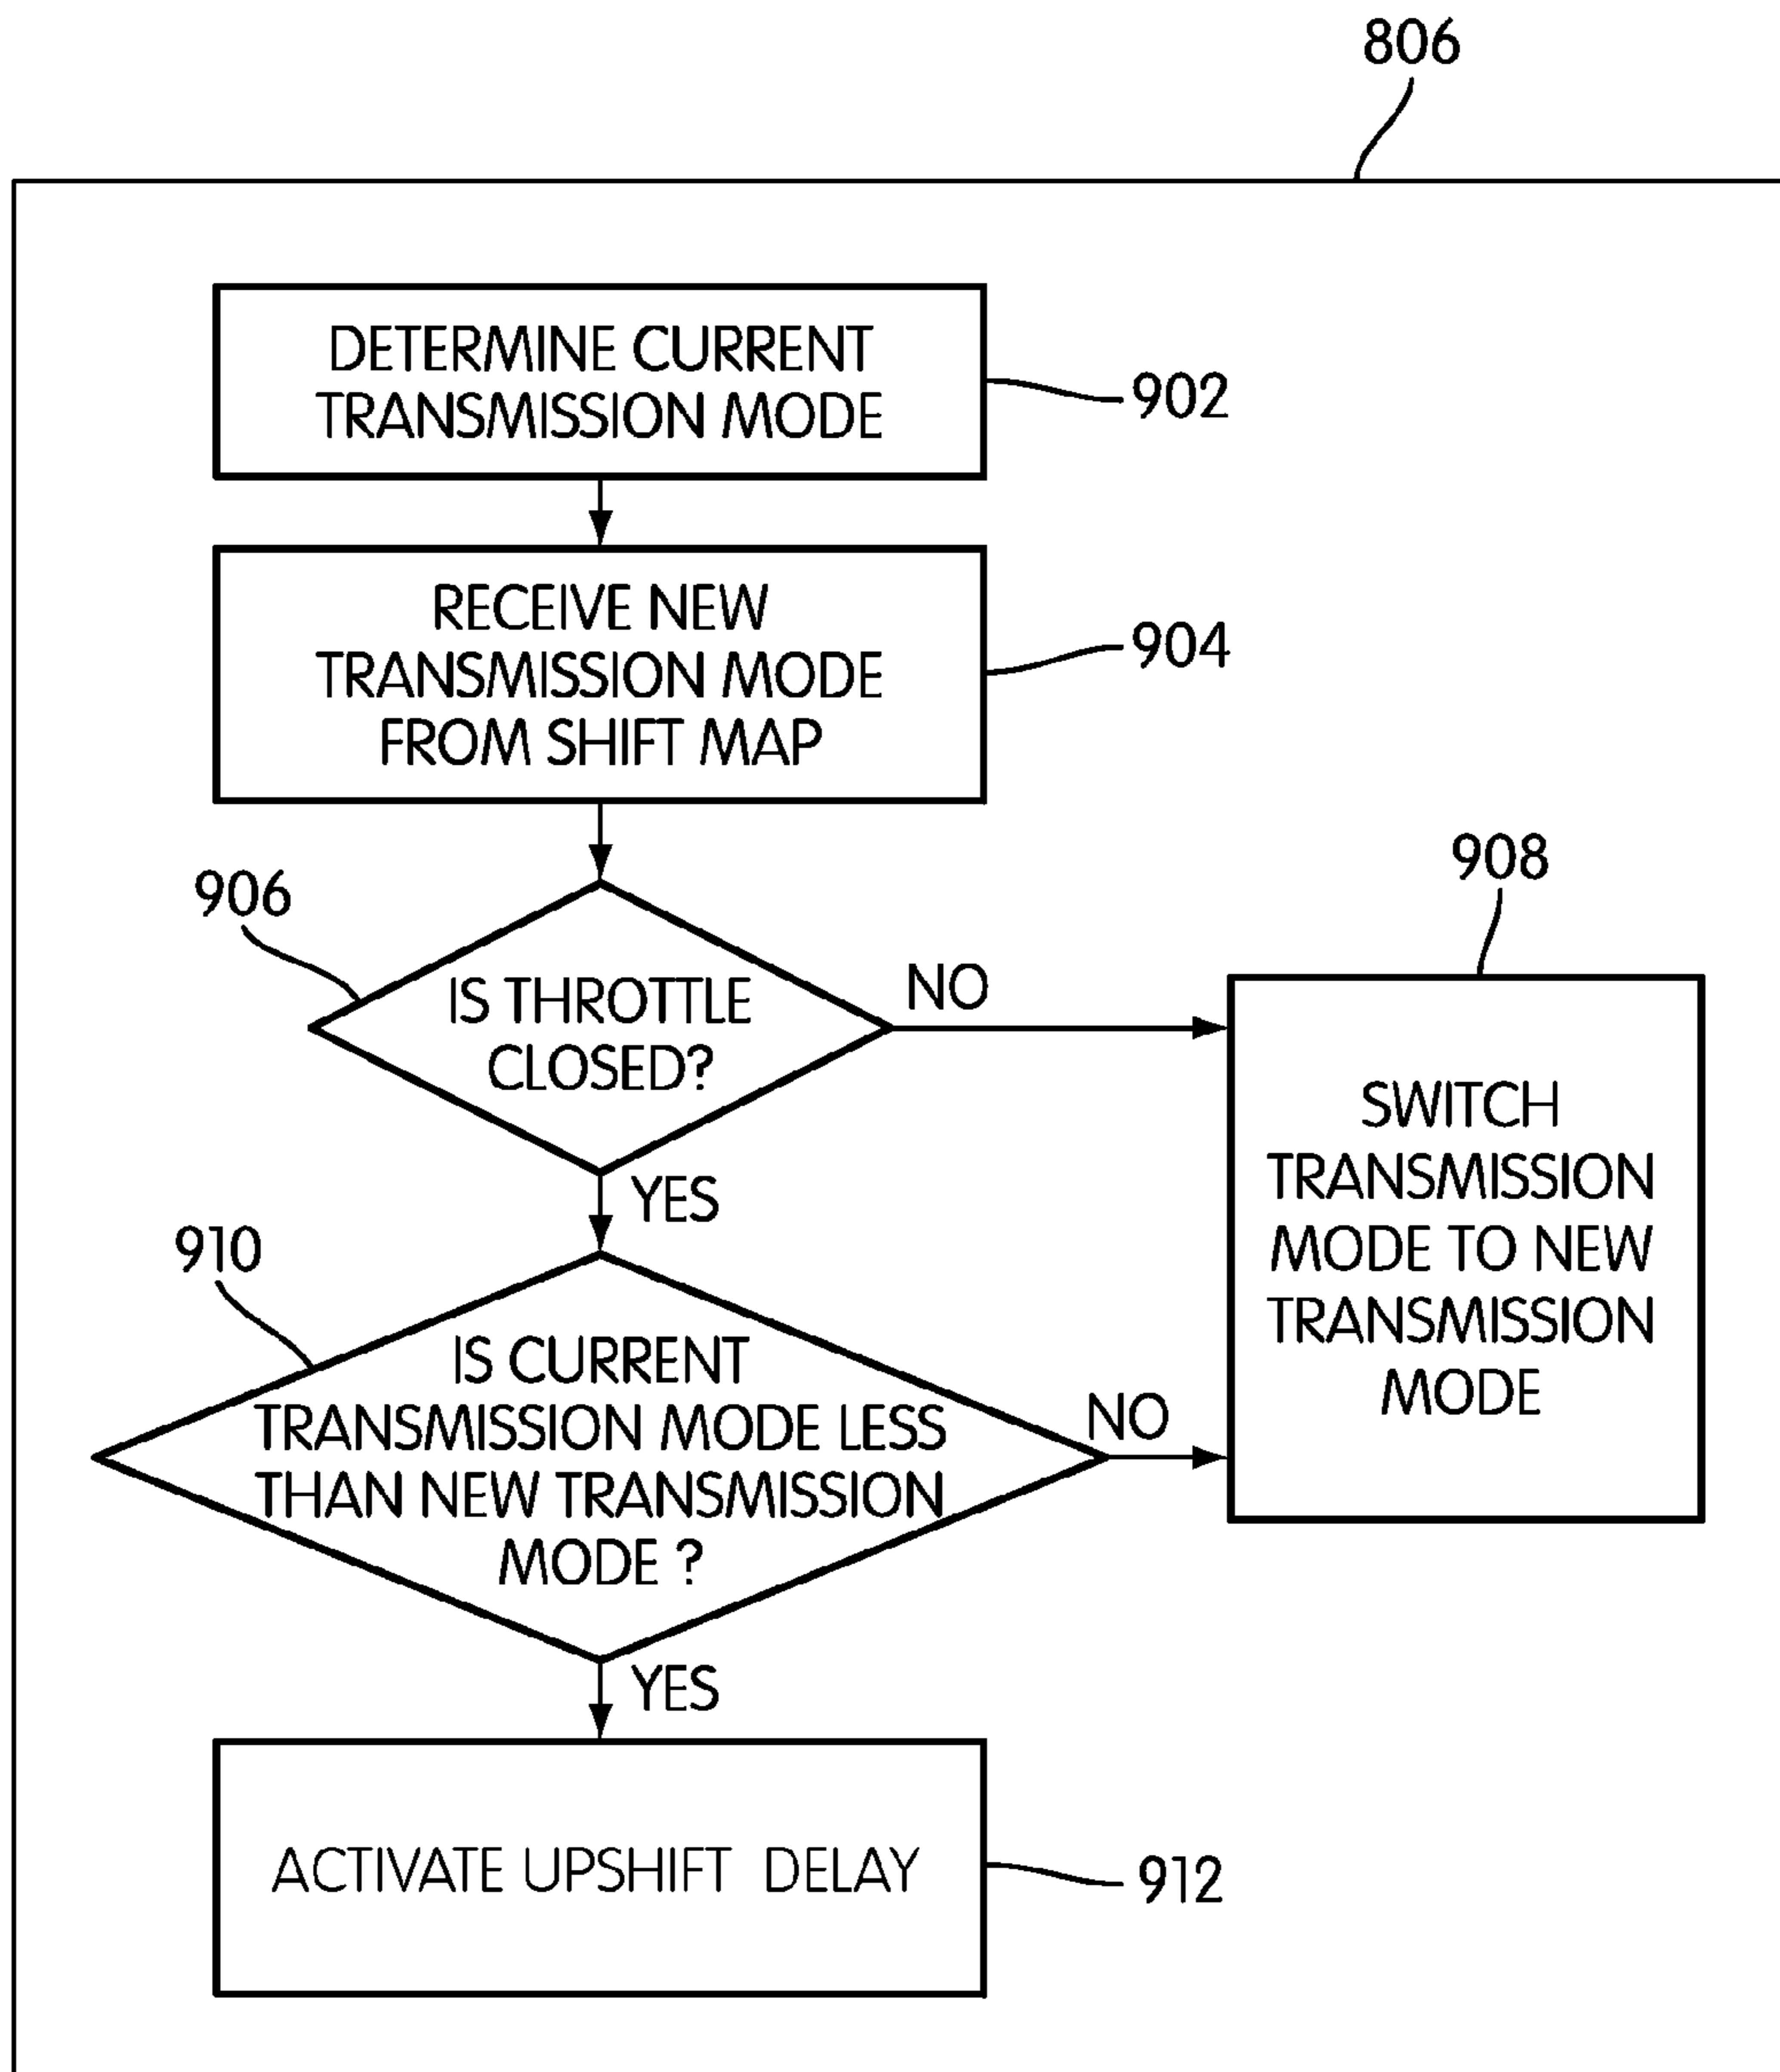 806
DETERMINE CURRENT
TRANSMISSION MODE
902
RECEIVE NEW
TRANSMISSION MODE
FROM SHIFT MAP
904
906
IS THROTTLE
CLOSED?
NO
YES
908
SWITCH
TRANSMISSION
MODE TO NEW
TRANSMISSION
MODE
910
IS CURRENT
TRANSMISSION MODE LESS
THAN NEW TRANSMISSION
MODE ?
NO
YES
ACTIVATE UPSHIFT DELAY
912